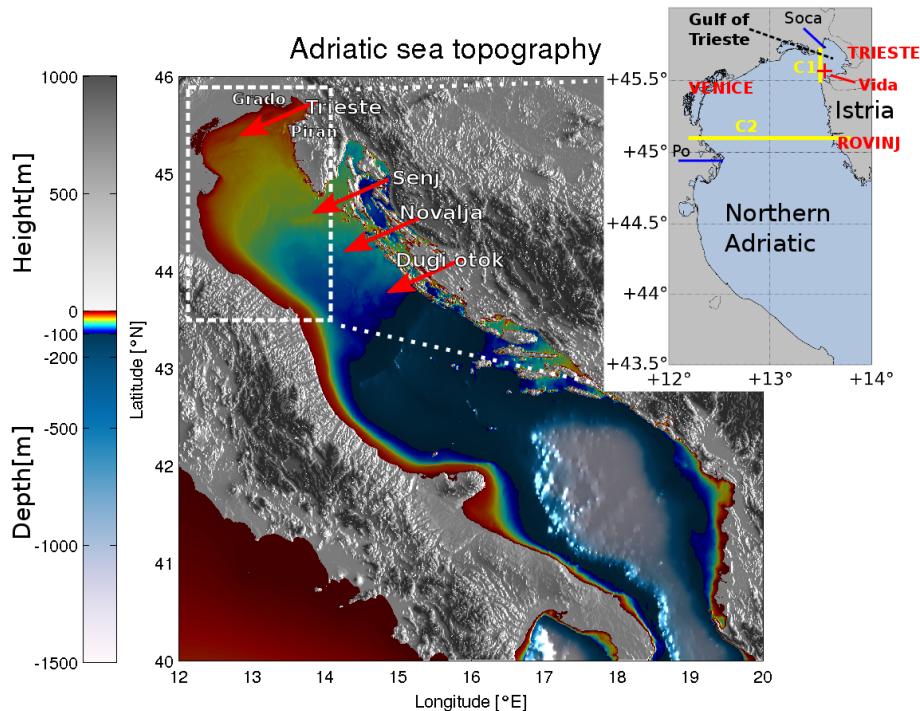 Adriatic sea topography
Height[m]
Depth[m]
1000
500
0
-100
-200
-500
-1000
-1500
Latitude [°N]
46
45
44
43
42
41
40
12
13
14
15
16
17
18
19
20
Longitude [°E]
Grado
Trieste
Piran
Senj
Novalja
Dugi otok
Gulf of
Trieste
Soca
TRIESTE
C1
Vida
VENICE
Istria
C2
ROVINJ
Po
Northern
Adriatic
+45.5°
+45°
+44.5°
+44°
+43.5°
+12°
+13°
+14°